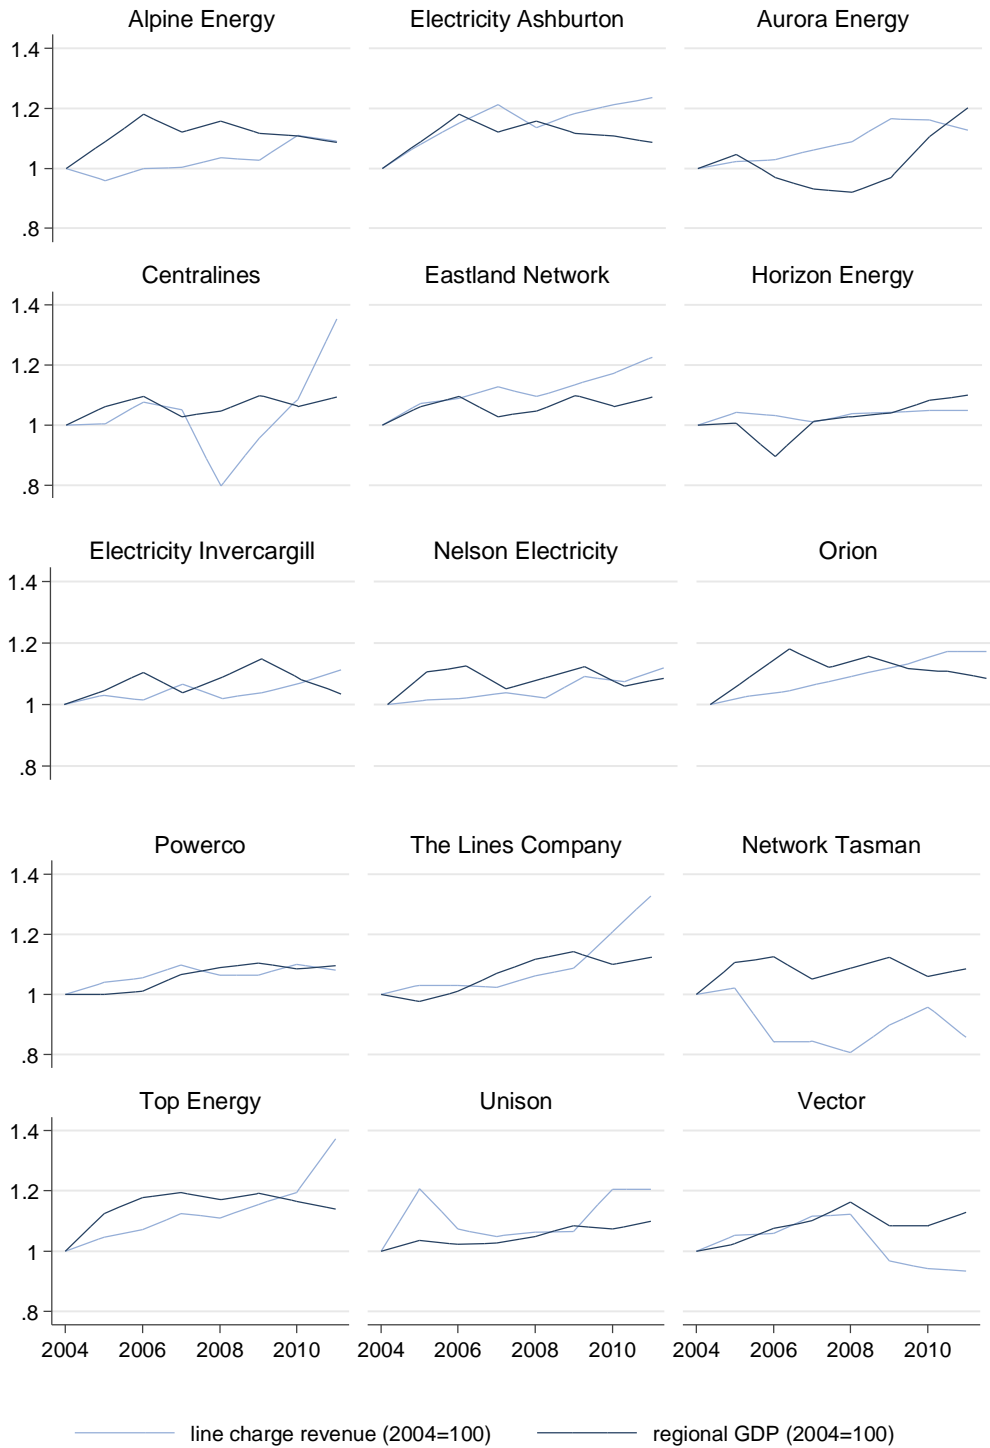 Alpine Energy Electricity Ashburton Aurora Energy
1.4
1.2
1
.8
Centralines Eastland Network Horizon Energy
1.4
1.2
1
.8
Electricity Invercargill Nelson Electricity Orion
1.4
1.2
1
.8
Powerco The Lines Company Network Tasman
1.4
1.2
1
.8
Top Energy Unison Vector
1.4
1.2
1
.8
2004 2006 2008 2010 2004 2006 2008 2010 2004 2006 2008 2010
line charge revenue (2004=100) regional GDP (2004=100)